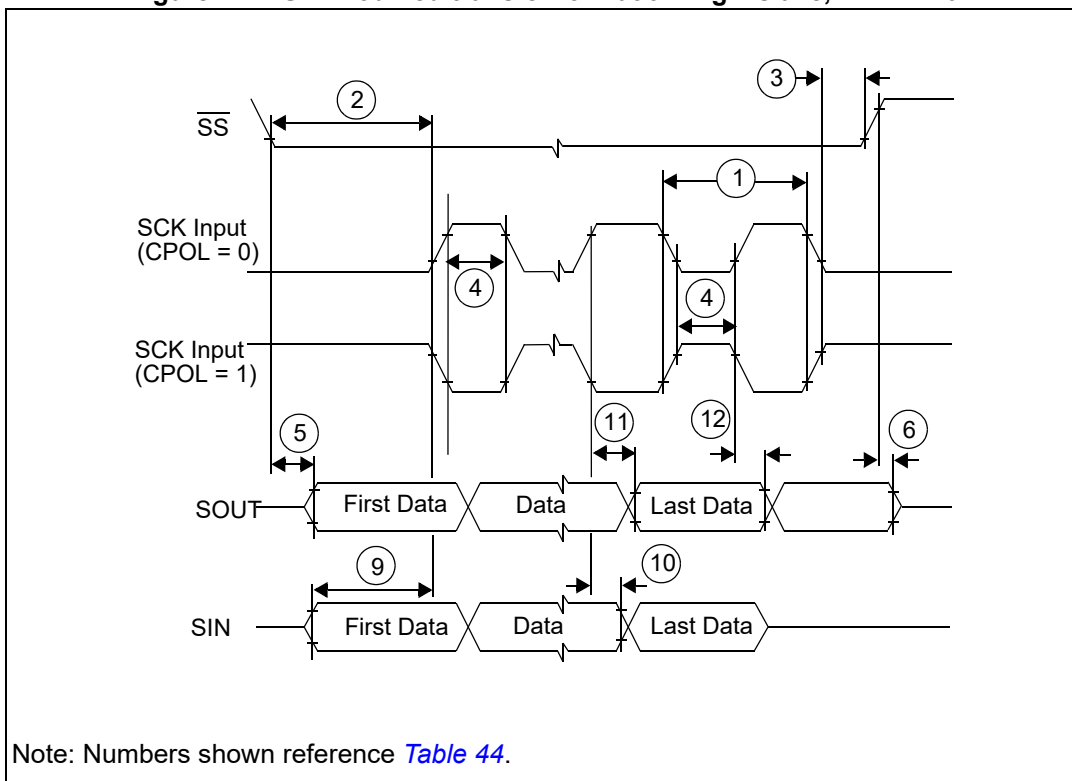 3
2
SS
1
SCK Input
(CPOL = 0)
4
4
SCK Input
(CPOL = 1)
11
12
5
6
SOUT
First Data
Data
Last Data
9
10
SIN
First Data
Data
Last Data
Note: Numbers shown reference Table 44.